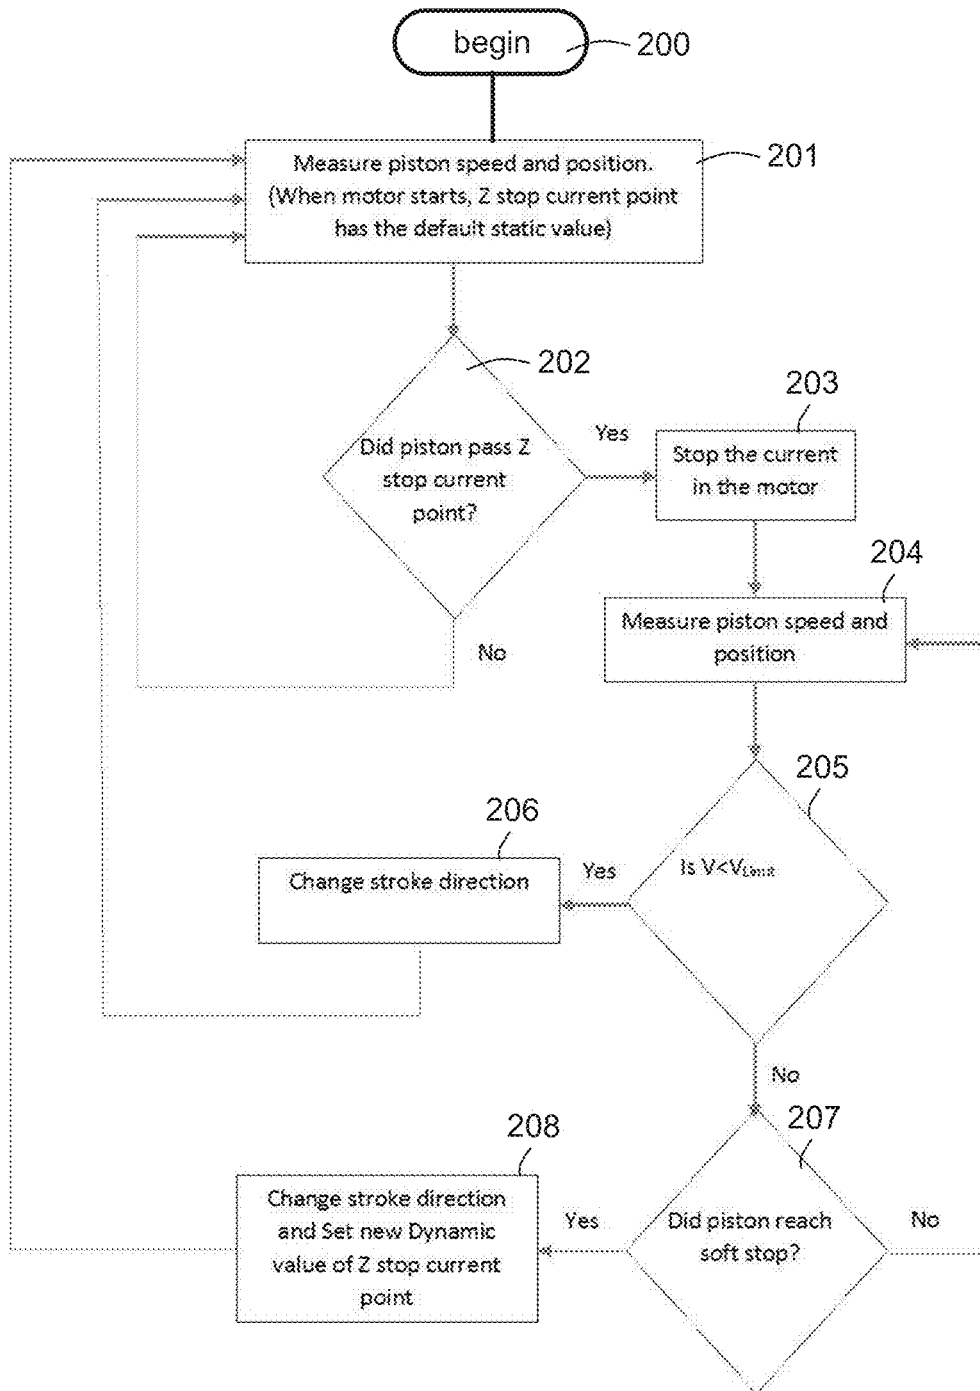 begin
200
Measure piston speed and position.
(When motor starts, Z stop current point
has the default static value)
201
202
Did piston pass Z
stop current
point?
Yes
No
203
Stop the current
in the motor
204
Measure piston speed and
position
205
Is V<VLimit
Yes
No
206
Change stroke direction
207
Did piston reach
soft stop?
Yes
No
208
Change stroke direction
and Set new Dynamic
value of Z stop current
point